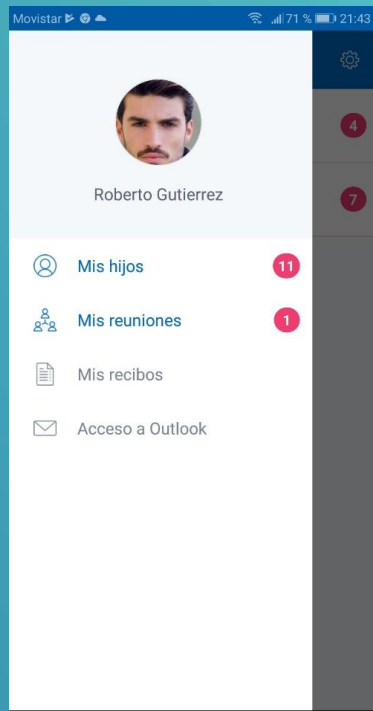 Movistar 71 % 21:43
4
Roberto Gutierrez
7
Mis hijos 11
Mis reuniones 1
Mis recibos
Acceso a Outlook